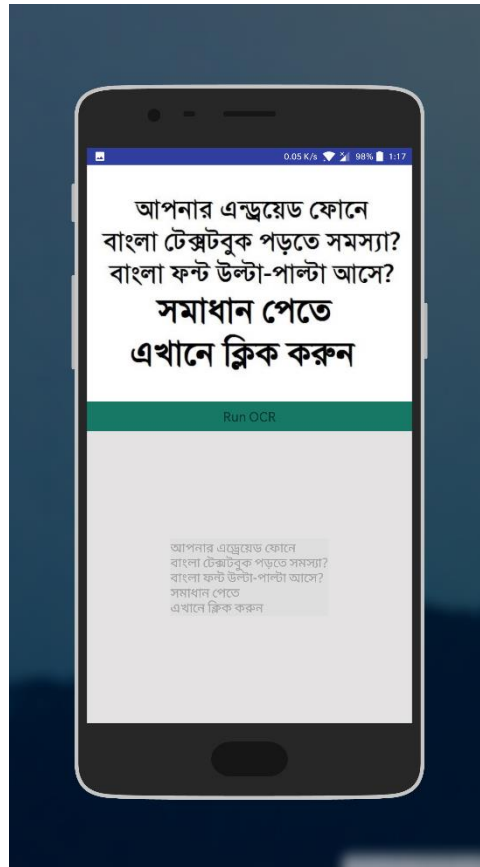 0.05 K/s 98% 1:17
আপনার এন্ড্রয়েড ফোনে
বাংলা টেক্সটবুক পড়তে সমস্যা?
বাংলা ফন্ট উল্টা-পাল্টা আসে?
সমাধান পেতে
এখানে ক্লিক করুন
Run OCR
আপনার এন্ড্রেয়েড ফোনে
বাংলা টেক্সটবুক পড়তে সমস্যা?
বাংলা ফন্ট উল্টা-পাল্টা আসে?
সমাধান পেতে
এখানে ক্লিক করুন